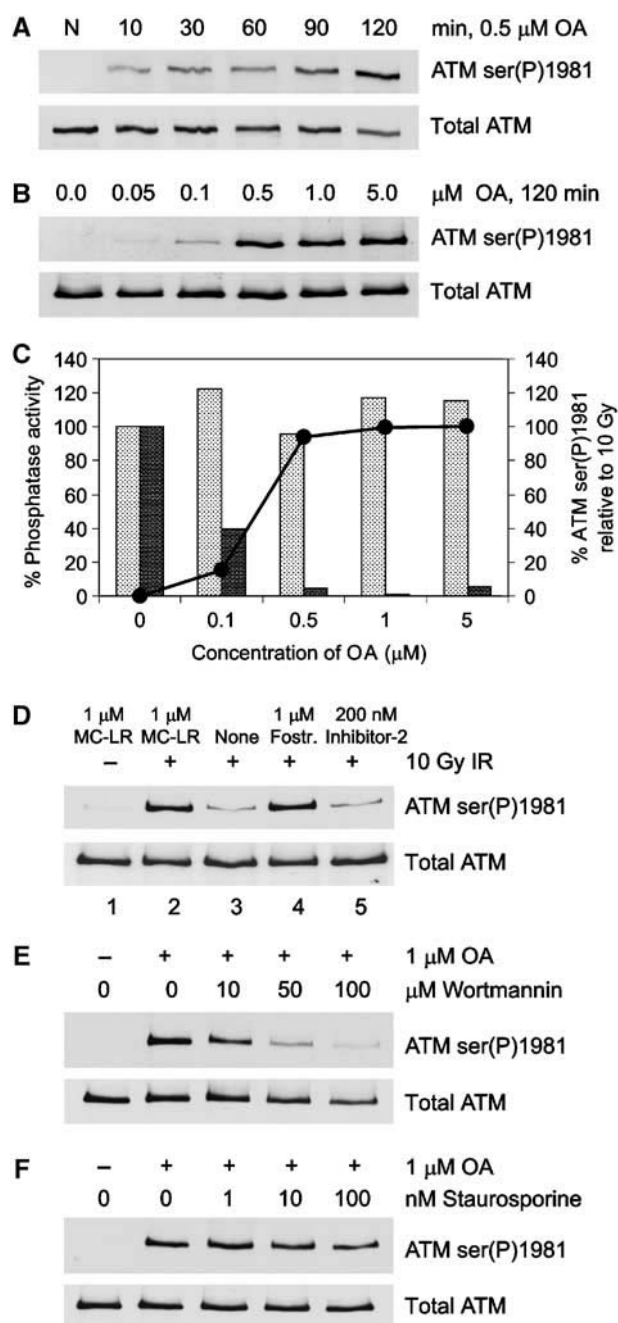 A N 10 30 60 90 120 min, 0.5 μM OA
ATM ser(P)1981
Total ATM
B 0.0 0.05 0.1 0.5 1.0 5.0 μM OA, 120 min
ATM ser(P)1981
Total ATM
C
140 140
120 120
100 100
80 80
60 60
40 40
20 20
0 0
% Phosphatase activity
% ATM ser(P)1981
relative to 10 Gy
0 0.1 0.5 1 5
Concentration of OA (μM)
D 1 μM 1 μM 1 μM 200 nM
MC-LR MC-LR None Fostr. Inhibitor-2
– + + + + 10 Gy IR
ATM ser(P)1981
Total ATM
1 2 3 4 5
E – + + + + 1 μM OA
0 0 10 50 100 μM Wortmannin
ATM ser(P)1981
Total ATM
F – + + + + 1 μM OA
0 0 1 10 100 nM Staurosporine
ATM ser(P)1981
Total ATM